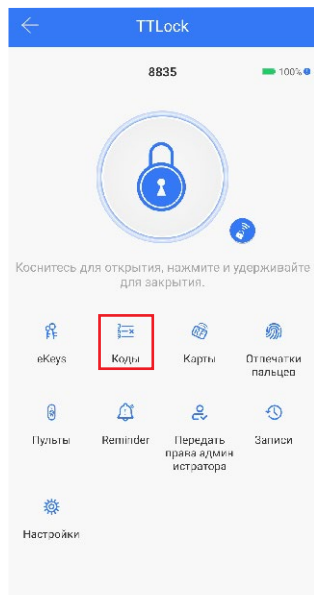 TTLock
8835
100%
Коснитесь для открытия, нажмите и удерживайте
для закрытия.
eKeys
Коды
Карты
Отпечатки
пальцев
Пульты
Reminder
Передать
права админ
истратора
Записи
Настройки